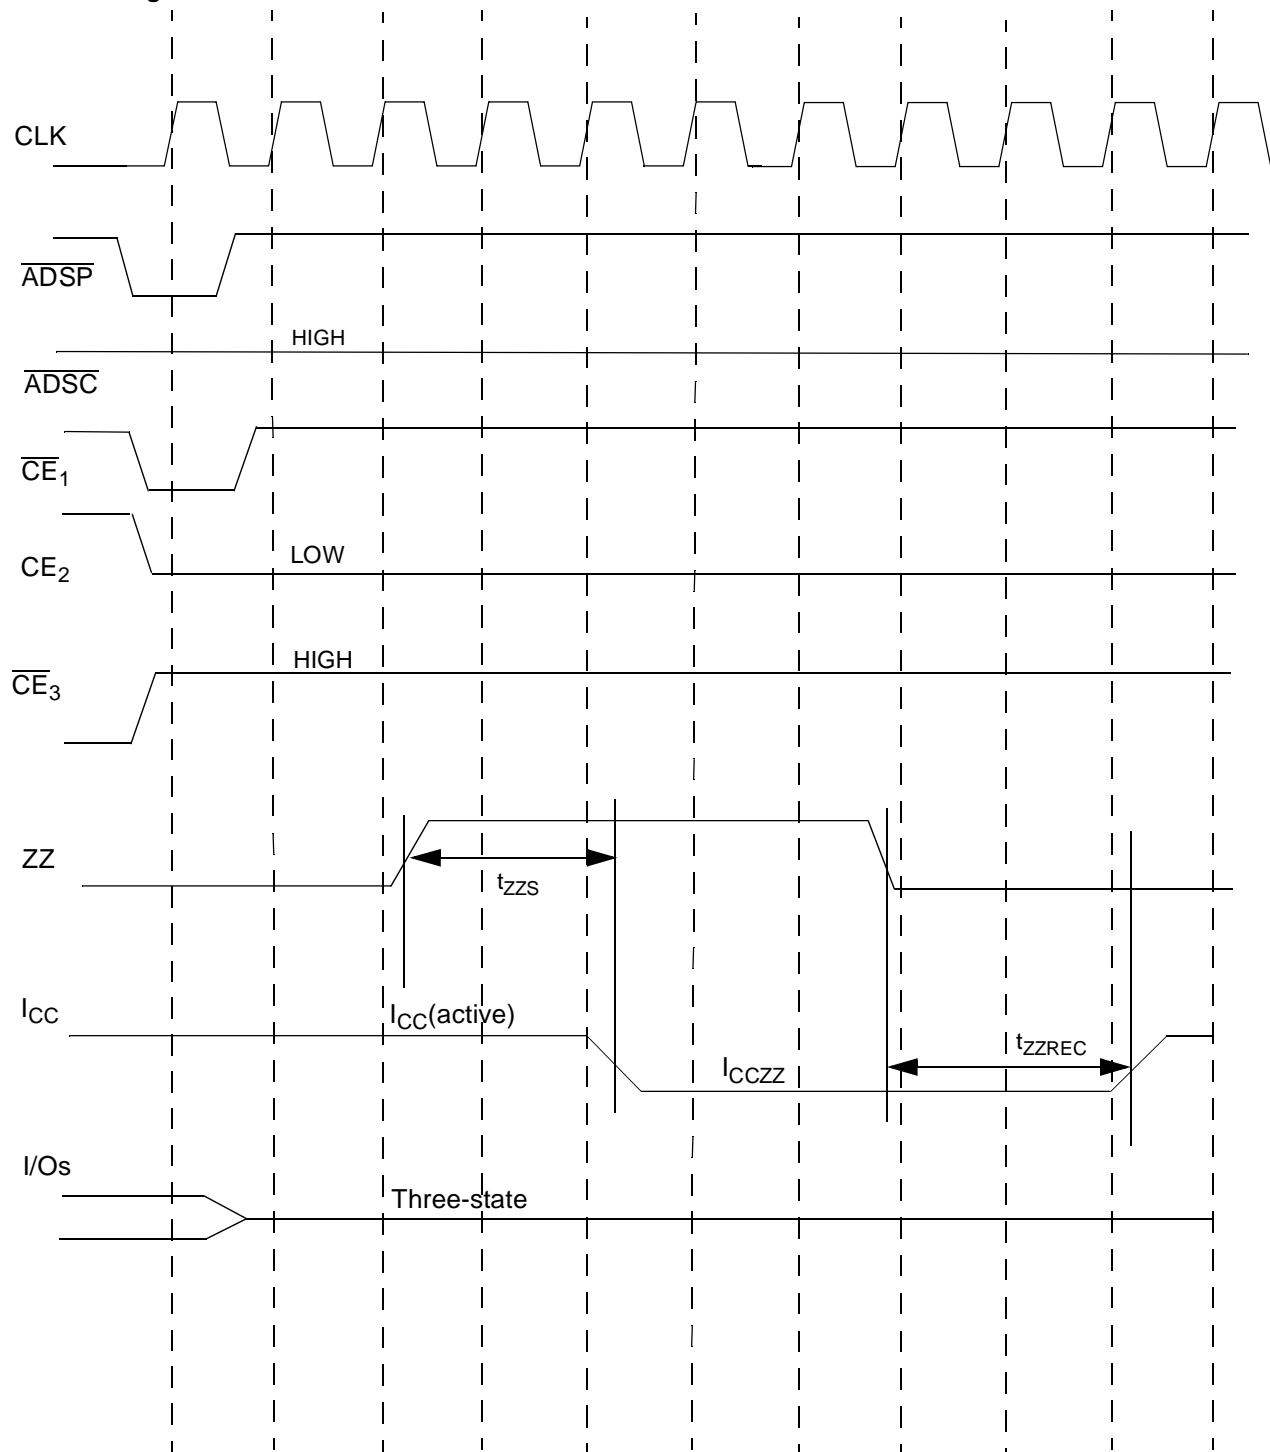 CLK
ADSP
HIGH
ADSC
CE1
LOW
CE2
HIGH
CE3
ZZ
tZZS
ICC
ICC(active)
tZZREC
ICCZZ
I/Os
Three-state